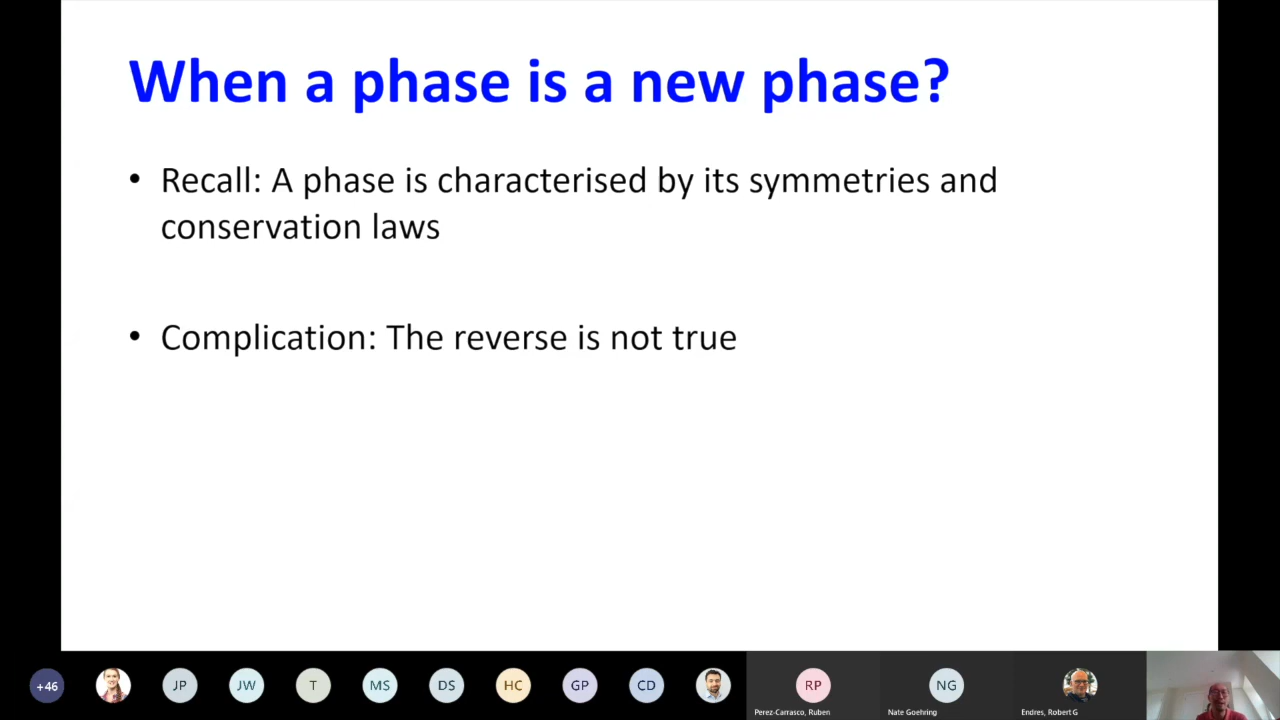 When a phase is a new phase?
• Recall: A phase is characterised by its symmetries and
conservation laws
• Complication: The reverse is not true
+46
JP
JW
T
MS
DS
HC
GP
CD
RP
NG
Perez-Carrasco, Ruben
Nate Goehring
Endres, Robert G